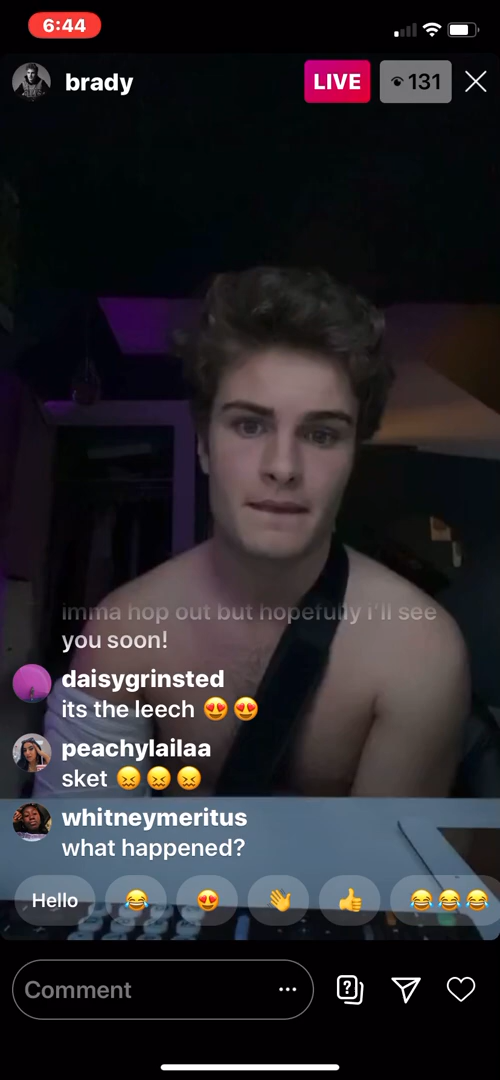 6:44
brady
LIVE
131
imma hop out but hopefully i'll see
you soon!
daisygrinsted
its the leech 😍😍
peachylailaa
sket 😖😖😖
whitneymeritus
what happened?
Hello 😂 😍 👋 👍 😂😂😂
Comment